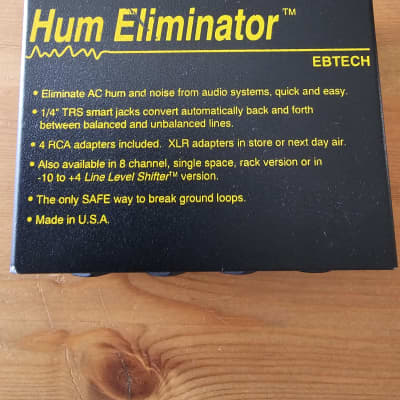 Hum Eliminator™
EBTECH
• Eliminate AC hum and noise from audio systems, quick and easy.
• 1/4" TRS smart jacks convert automatically back and forth
between balanced and unbalanced lines.
• 4 RCA adapters included. XLR adapters in store or next day air.
• Also available in 8 channel, single space, rack version or in
-10 to +4 Line Level Shifter™ version.
• The only SAFE way to break ground loops.
• Made in U.S.A.